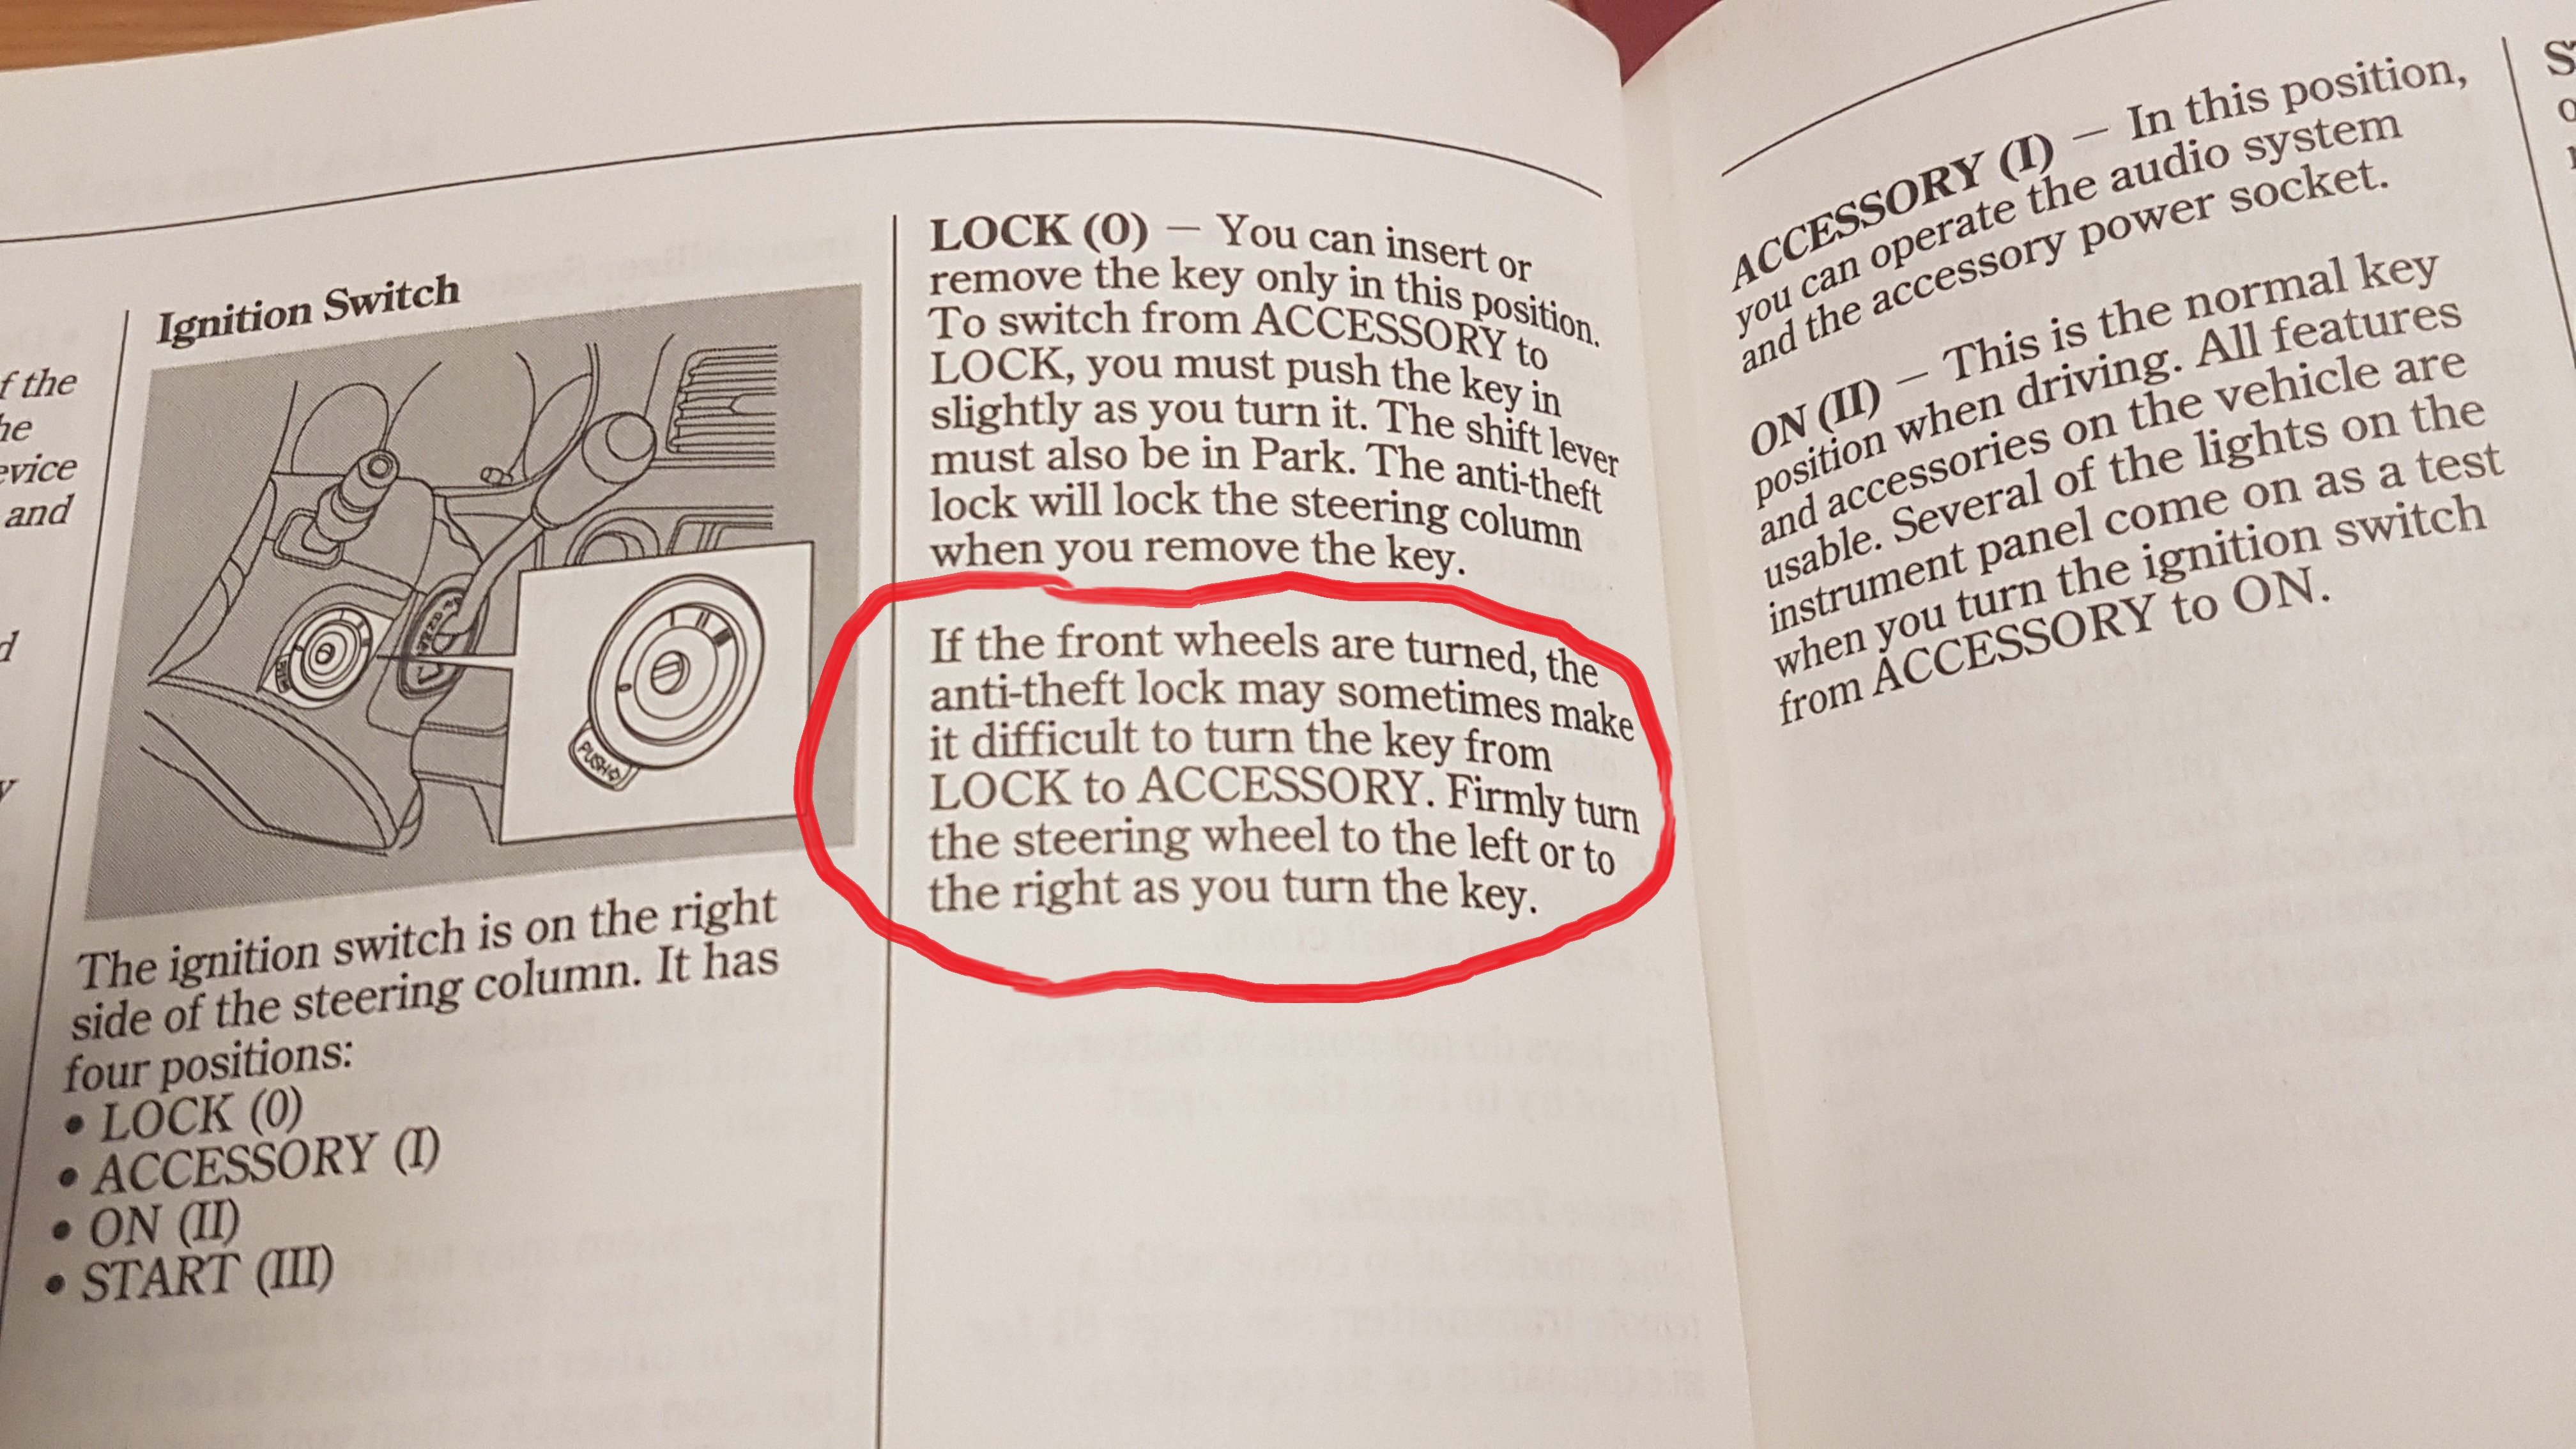 f the
he
evice
and
d
y
Ignition Switch
PUSH
The ignition switch is on the right
side of the steering column. It has
four positions:
• LOCK (0)
• ACCESSORY (I)
• ON (II)
• START (III)
LOCK (0) — You can insert or
remove the key only in this position.
To switch from ACCESSORY to
LOCK, you must push the key in
slightly as you turn it. The shift lever
must also be in Park. The anti-theft
lock will lock the steering column
when you remove the key.
If the front wheels are turned, the
anti-theft lock may sometimes make
it difficult to turn the key from
LOCK to ACCESSORY. Firmly turn
the steering wheel to the left or to
the right as you turn the key.
ACCESSORY (I) — In this position,
you can operate the audio system
and the accessory power socket.
ON (II) — This is the normal key
position when driving. All features
and accessories on the vehicle are
usable. Several of the lights on the
instrument panel come on as a test
when you turn the ignition switch
from ACCESSORY to ON.